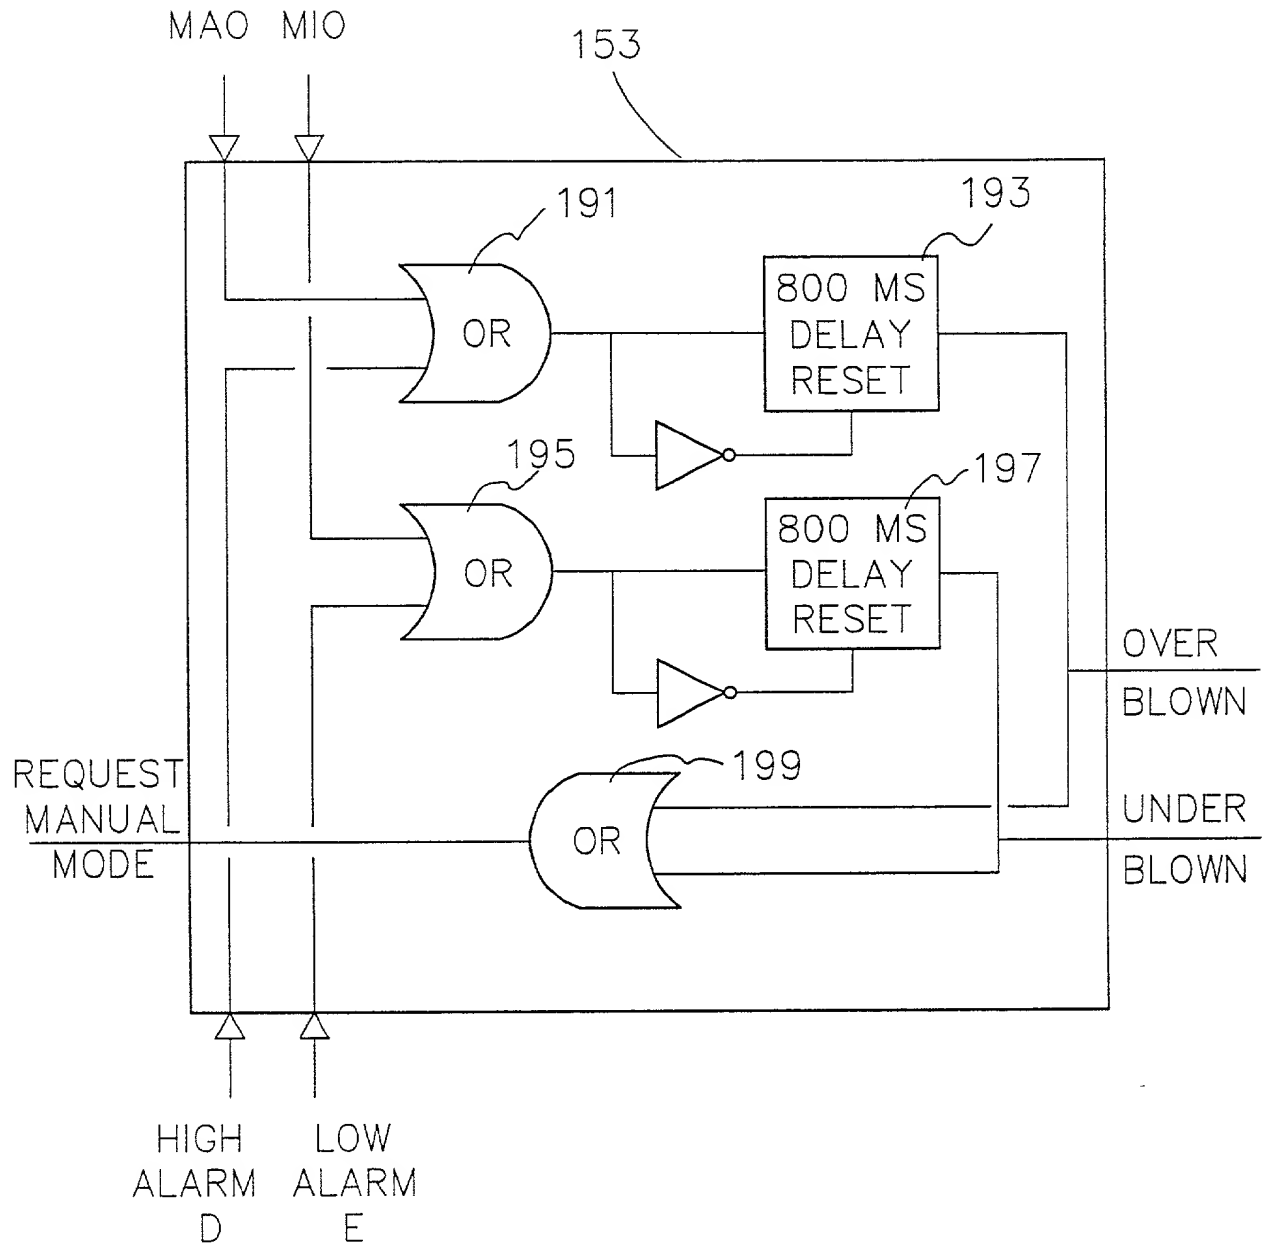 MAO MIO
153
191
193
OR
800 MS
DELAY
RESET
195
197
OR
800 MS
DELAY
RESET
OVER
BLOWN
199
REQUEST
MANUAL
MODE
OR
UNDER
BLOWN
HIGH
ALARM
D
LOW
ALARM
E